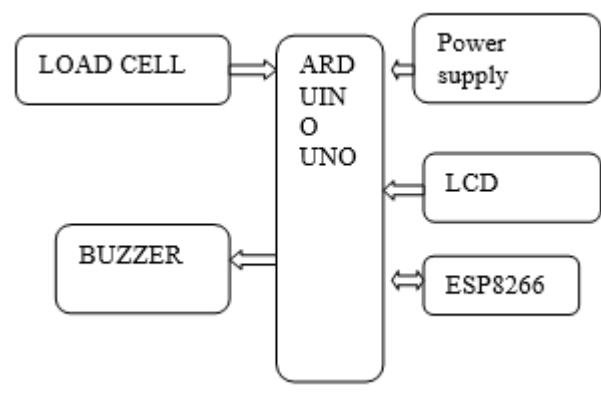 LOAD CELL
ARD
UIN
O
UNO
Power
supply
LCD
BUZZER
ESP8266